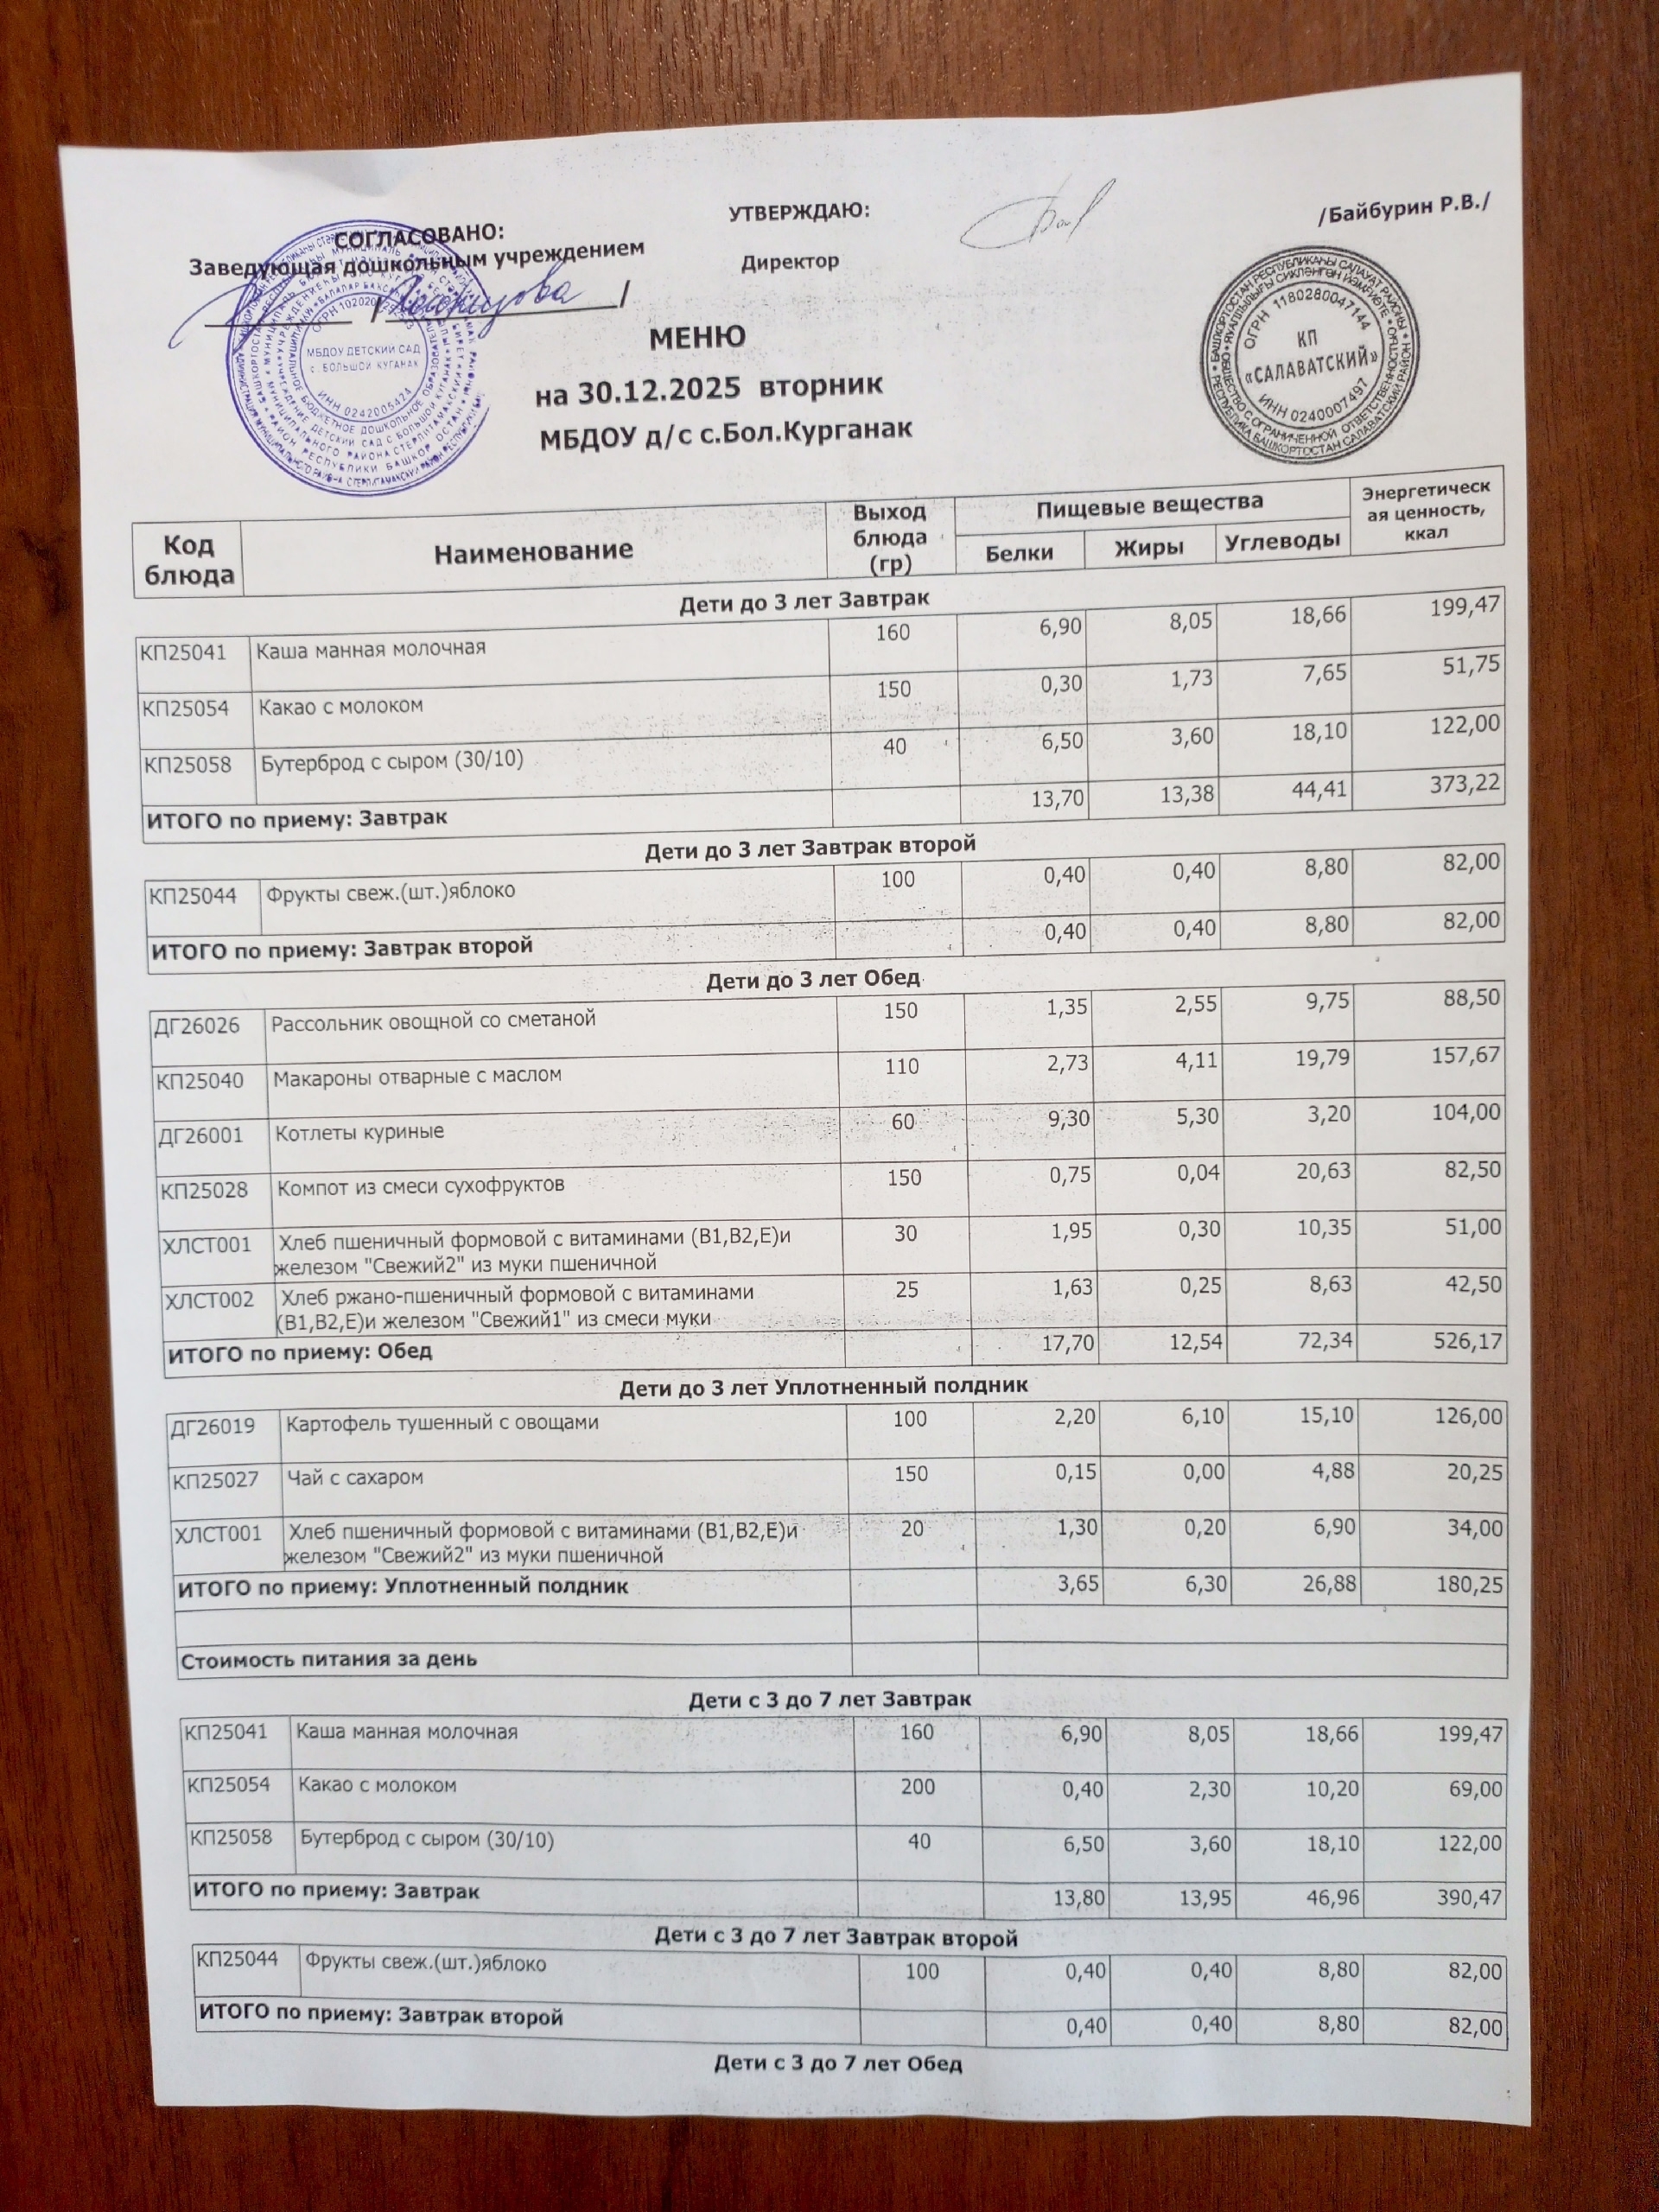 СОГЛАСОВАНО:
Заведующая дошкольным учреждением
УТВЕРЖДАЮ:
Директор
/Байбурин Р.В./
МБДОУ ДЕТСКИЙ САД
с. БОЛЬШОЙ КУГАНАК
ИНН 0242005424
ОГРН 1180280047144
КП
«САЛАВАТСКИЙ»
ИНН 0240007497
МЕНЮ
на 30.12.2025 вторник
МБДОУ д/с с.Бол.Курганак
Код блюда Наименование Выход блюда (гр) Пищевые вещества Энергетическ ая ценность, ккал
Белки Жиры Углеводы
Дети до 3 лет Завтрак
КП25041 Каша манная молочная 160 6,90 8,05 18,66 199,47
КП25054 Какао с молоком 150 0,30 1,73 7,65 51,75
КП25058 Бутерброд с сыром (30/10) 40 6,50 3,60 18,10 122,00
ИТОГО по приему: Завтрак 13,70 13,38 44,41 373,22
Дети до 3 лет Завтрак второй
КП25044 Фрукты свеж.(шт.)яблоко 100 0,40 0,40 8,80 82,00
ИТОГО по приему: Завтрак второй 0,40 0,40 8,80 82,00
Дети до 3 лет Обед
ДГ26026 Рассольник овощной со сметаной 150 1,35 2,55 9,75 88,50
КП25040 Макароны отварные с маслом 110 2,73 4,11 19,79 157,67
ДГ26001 Котлеты куриные 60 9,30 5,30 3,20 104,00
КП25028 Компот из смеси сухофруктов 150 0,75 0,04 20,63 82,50
ХЛСТ001 Хлеб пшеничный формовой с витаминами (В1,В2,Е)и 30 1,95 0,30 10,35 51,00
железом "Свежий2" из муки пшеничной
ХЛСТ002 Хлеб ржано-пшеничный формовой с витаминами 25 1,63 0,25 8,63 42,50
(В1,В2,Е)и железом "Свежий1" из смеси муки
ИТОГО по приему: Обед 17,70 12,54 72,34 526,17
Дети до 3 лет Уплотненный полдник
ДГ26019 Картофель тушенный с овощами 100 2,20 6,10 15,10 126,00
КП25027 Чай с сахаром 150 0,15 0,00 4,88 20,25
ХЛСТ001 Хлеб пшеничный формовой с витаминами (В1,В2,Е)и 20 1,30 0,20 6,90 34,00
железом "Свежий2" из муки пшеничной
ИТОГО по приему: Уплотненный полдник 3,65 6,30 26,88 180,25
Стоимость питания за день
Дети с 3 до 7 лет Завтрак
КП25041 Каша манная молочная 160 6,90 8,05 18,66 199,47
КП25054 Какао с молоком 200 0,40 2,30 10,20 69,00
КП25058 Бутерброд с сыром (30/10) 40 6,50 3,60 18,10 122,00
ИТОГО по приему: Завтрак 13,80 13,95 46,96 390,47
Дети с 3 до 7 лет Завтрак второй
КП25044 Фрукты свеж.(шт.)яблоко 100 0,40 0,40 8,80 82,00
ИТОГО по приему: Завтрак второй 0,40 0,40 8,80 82,00
Дети с 3 до 7 лет Обед